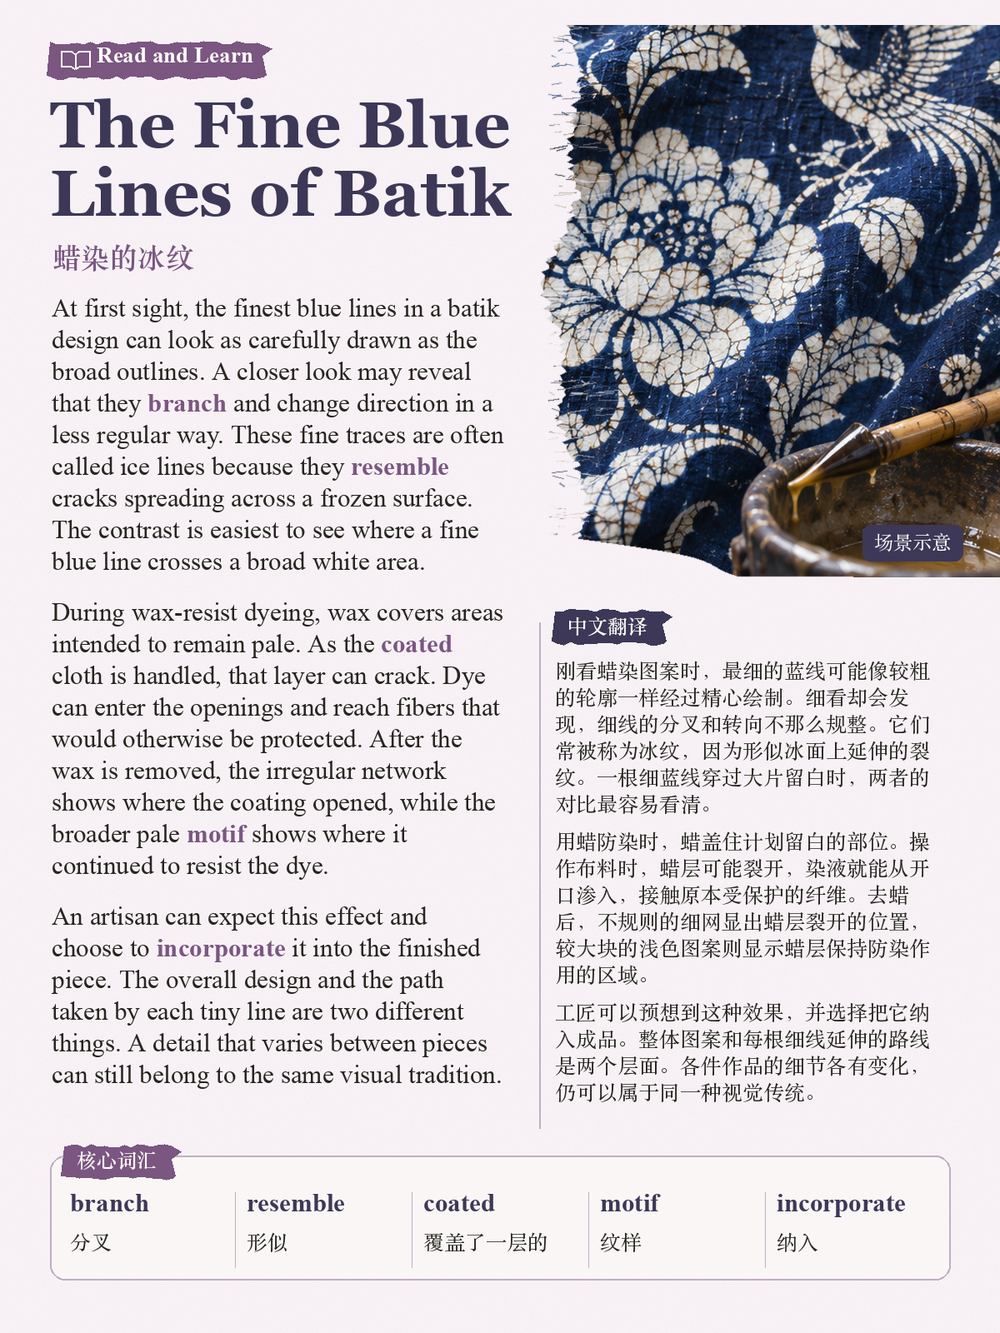 Read and Learn
The Fine Blue
Lines of Batik
蜡染的冰纹
At first sight, the finest blue lines in a batik
design can look as carefully drawn as the
broad outlines. A closer look may reveal
that they branch and change direction in a
less regular way. These fine traces are often
called ice lines because they resemble
cracks spreading across a frozen surface.
The contrast is easiest to see where a fine
blue line crosses a broad white area.
During wax-resist dyeing, wax covers areas
intended to remain pale. As the coated
cloth is handled, that layer can crack. Dye
can enter the openings and reach fibers that
would otherwise be protected. After the
wax is removed, the irregular network
shows where the coating opened, while the
broader pale motif shows where it
continued to resist the dye.
An artisan can expect this effect and
choose to incorporate it into the finished
piece. The overall design and the path
taken by each tiny line are two different
things. A detail that varies between pieces
can still belong to the same visual tradition.
场景示意
中文翻译
刚看蜡染图案时，最细的蓝线可能像较粗
的轮廓一样经过精心绘制。细看却会发
现，细线的分叉和转向不那么规整。它们
常被称为冰纹，因为形似冰面上延伸的裂
纹。一根细蓝线穿过大片留白时，两者的
对比最容易看清。
用蜡防染时，蜡盖住计划留白的部位。操
作布料时，蜡层可能裂开，染液就能从开
口渗入，接触原本受保护的纤维。去蜡
后，不规则的细网显出蜡层裂开的位置，
较大块的浅色图案则显示蜡层保持防染作
用的区域。
工匠可以预想到这种效果，并选择把它纳
入成品。整体图案和每根细线延伸的路线
是两个层面。各件作品的细节各有变化，
仍可以属于同一种视觉传统。
核心词汇
branch
分叉
resemble
形似
coated
覆盖了一层的
motif
纹样
incorporate
纳入